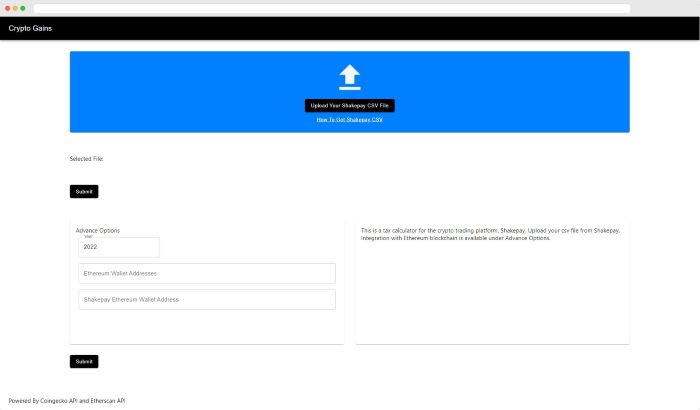 Crypto Gains
Upload Your Shakepay CSV File
How To Get Shakepay CSV
Selected File:
Submit
Advance Options
Year
2022
Ethereum Wallet Addresses
Shakepay Ethereum Wallet Address
This is a tax calculator for the crypto trading platform, Shakepay. Upload your csv file from Shakepay.
Integration with Ethereum blockchain is available under Advance Options.
Submit
Powered By Coingecko API and Etherscan API